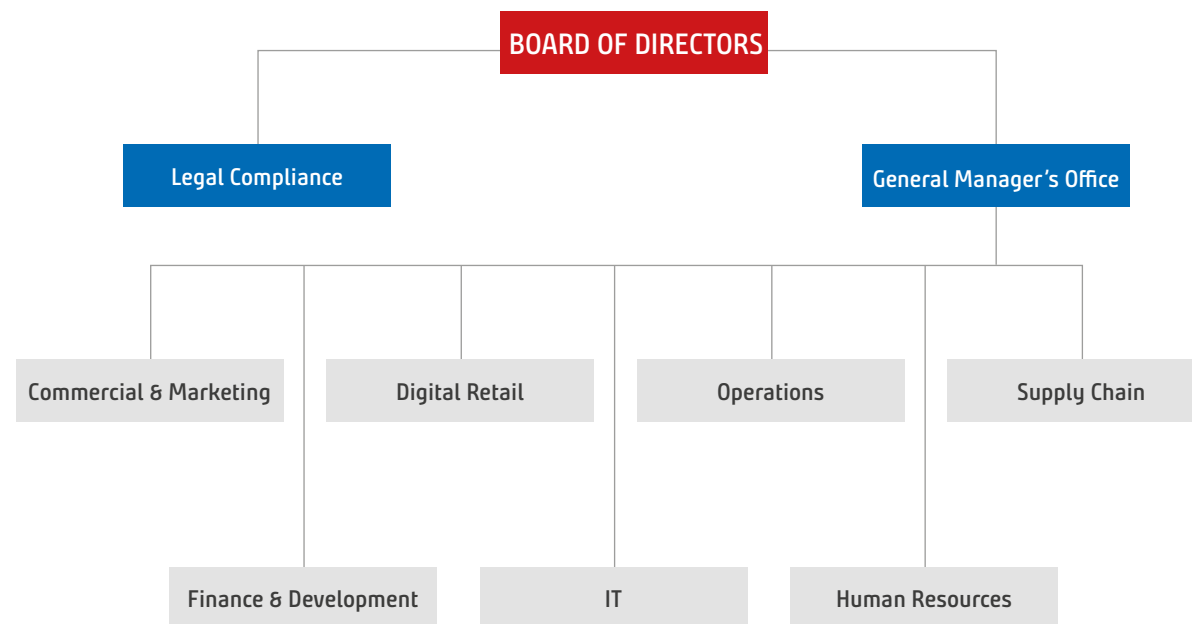 BOARD OF DIRECTORS
Legal Compliance
General Manager's Office
Commercial & Marketing
Digital Retail
Operations
Supply Chain
Finance & Development
IT
Human Resources